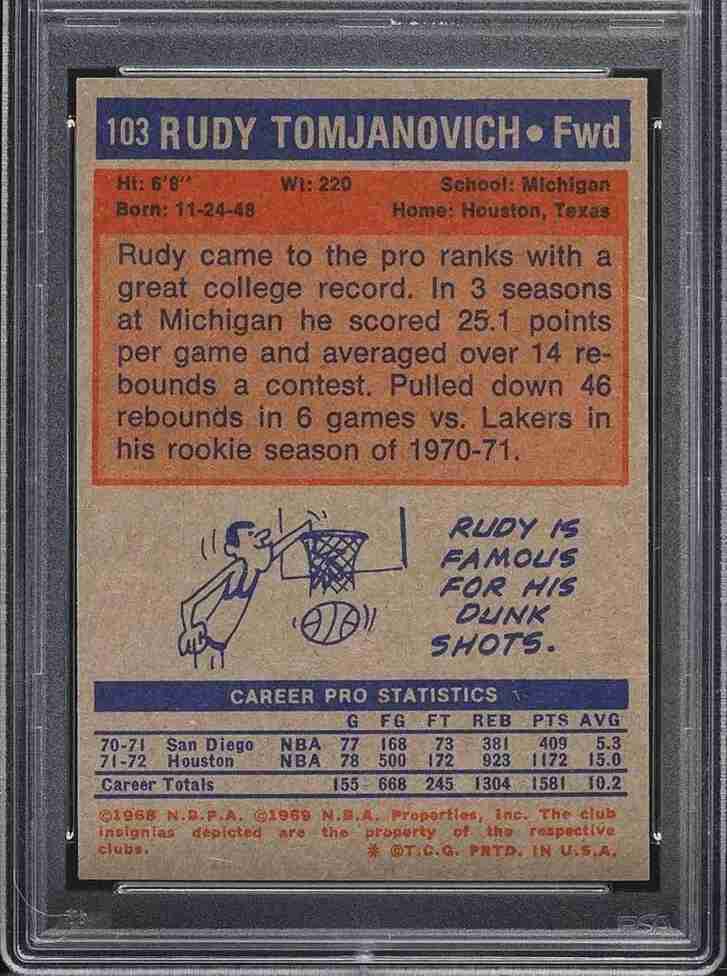 103 RUDY TOMJANOVICH • Fwd
Ht: 6'8" Wt: 220 School: Michigan
Born: 11-24-48 Home: Houston, Texas
Rudy came to the pro ranks with a
great college record. In 3 seasons
at Michigan he scored 25.1 points
per game and averaged over 14 re-
bounds a contest. Pulled down 46
rebounds in 6 games vs. Lakers in
his rookie season of 1970-71.
RUDY IS
FAMOUS
FOR HIS
DUNK
SHOTS.
CAREER PRO STATISTICS
G FG FT REB PTS AVG
70-71 San Diego NBA 77 168 73 381 409 5.3
71-72 Houston NBA 78 500 172 923 1172 15.0
Career Totals 155 668 245 1304 1581 10.2
©1968 N.B.P.A. ©1969 N.B.A. Properties, Inc. The club
insignias depicted are the property of the respective
clubs. * ©T.C.G. PRTD. IN U.S.A.
PSA